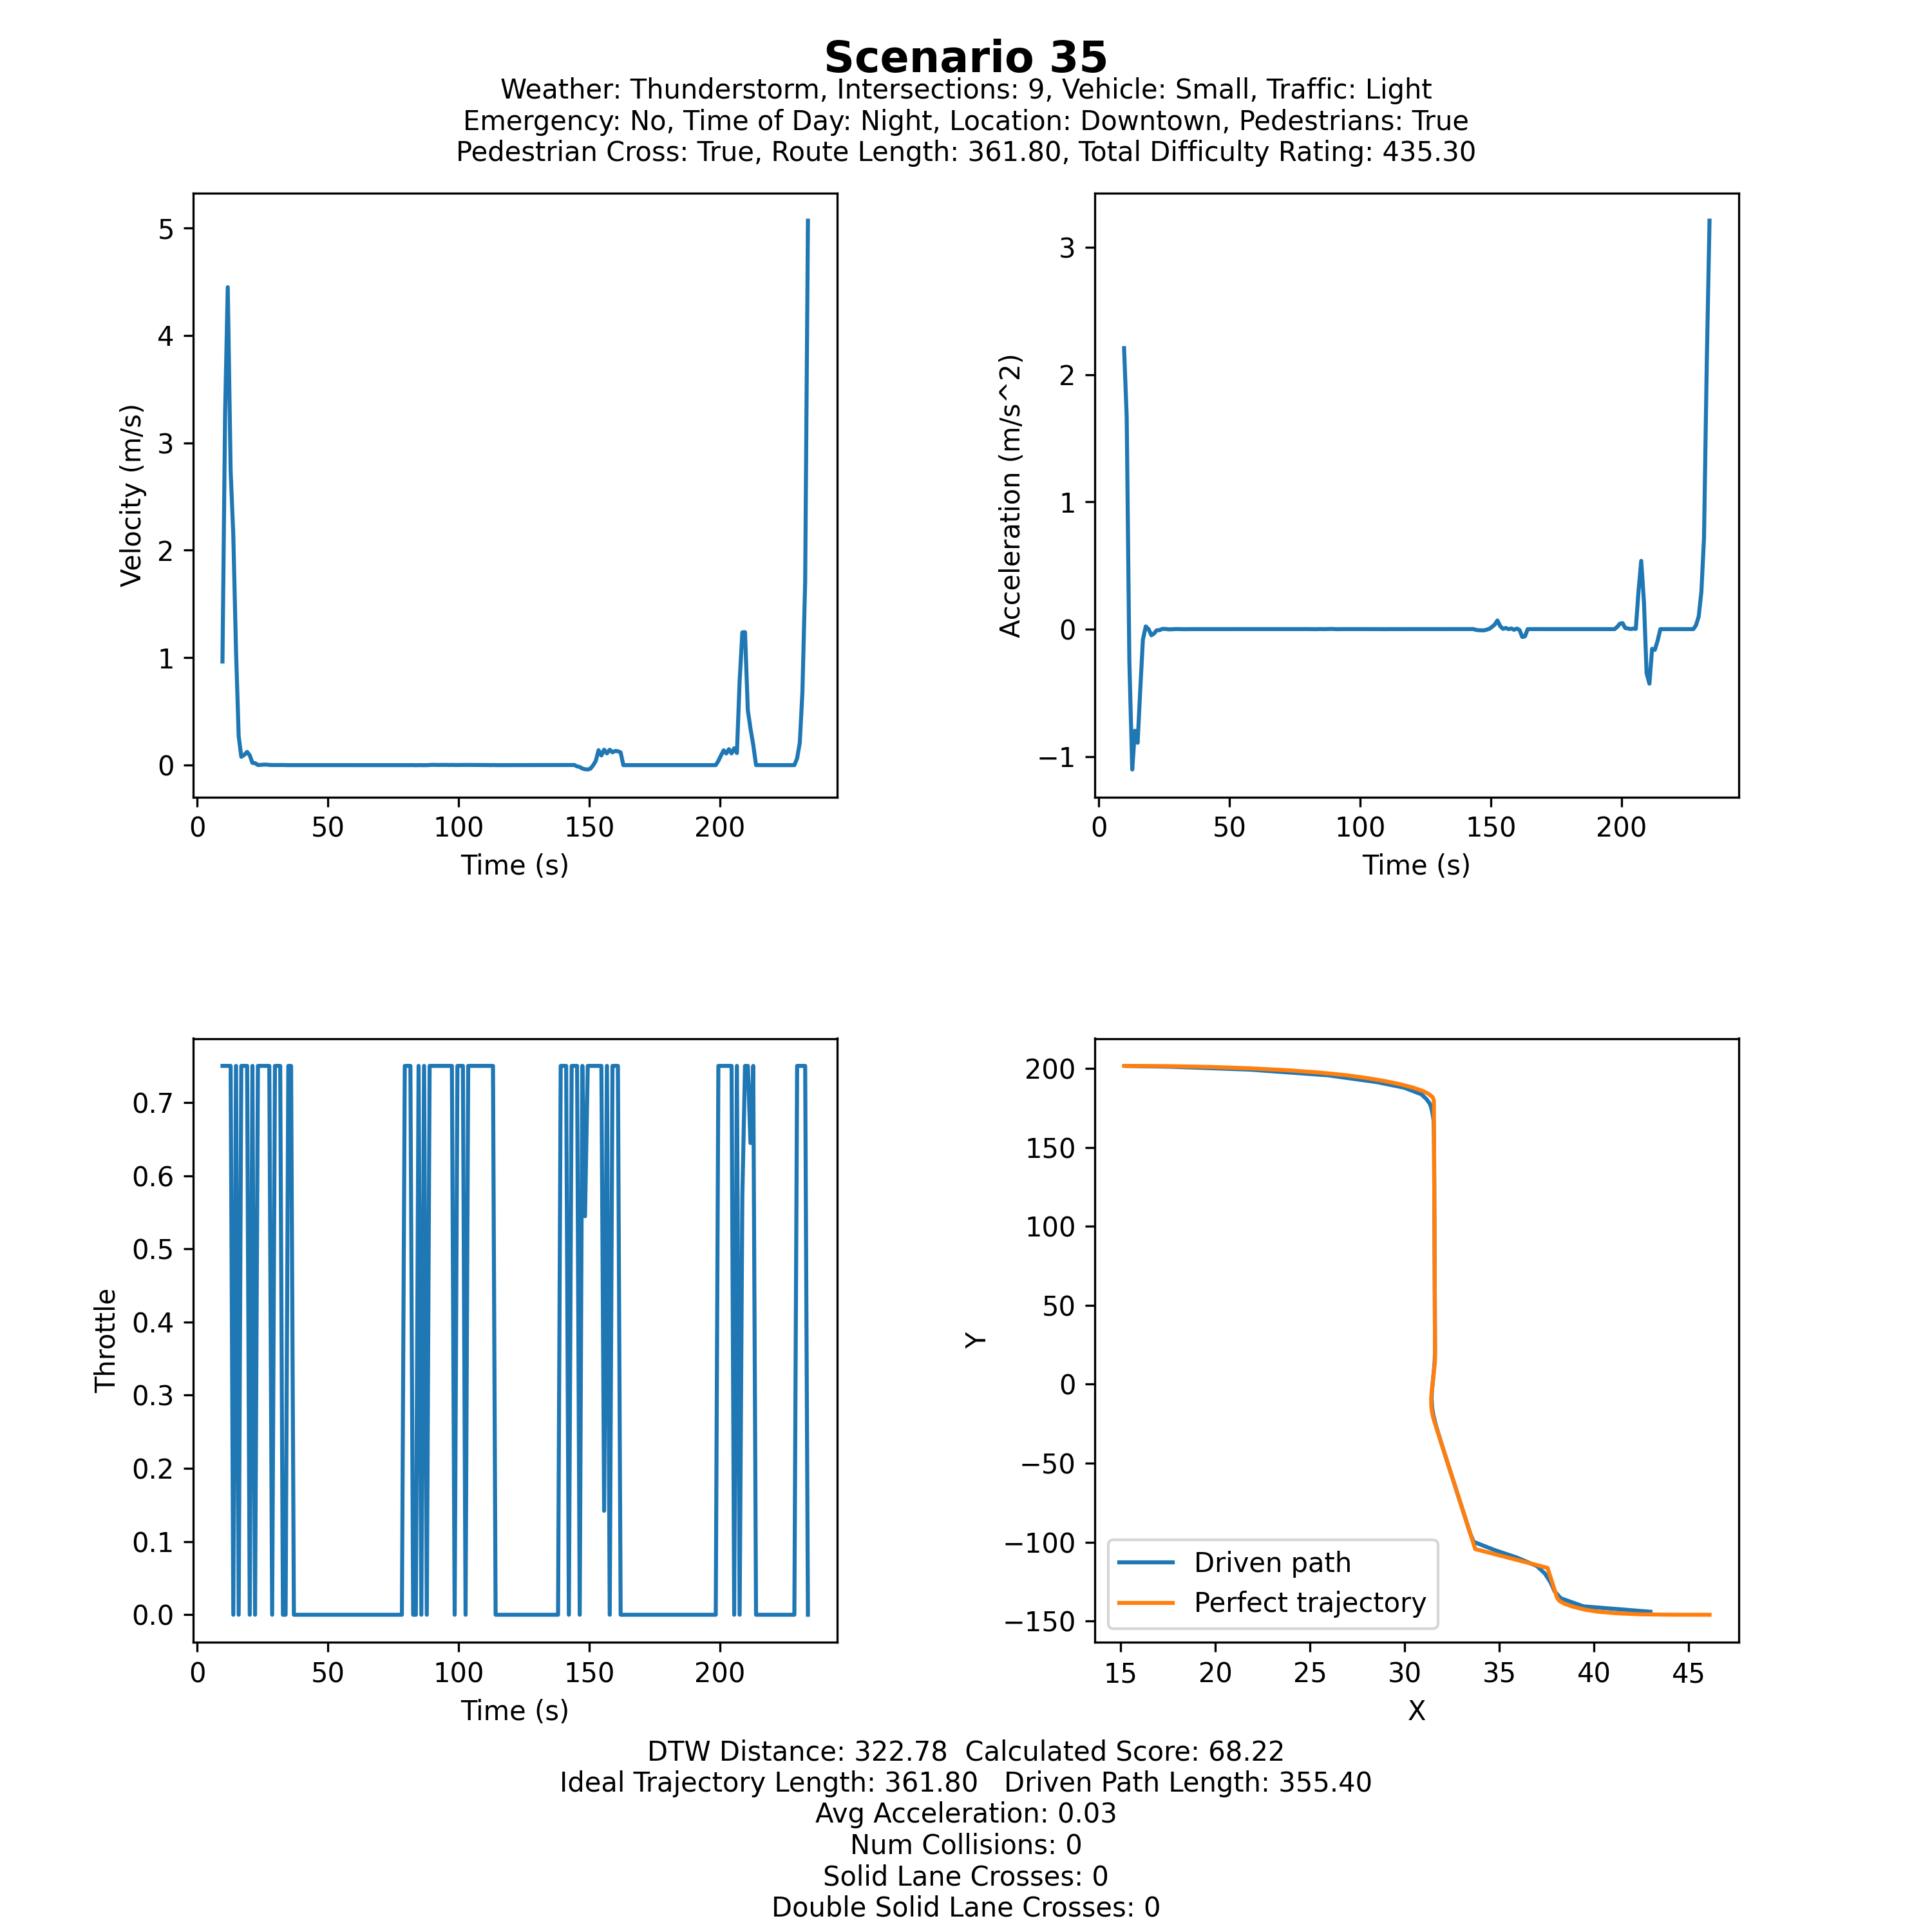 Scenario 35
Weather: Thunderstorm, Intersections: 9, Vehicle: Small, Traffic: Light
Emergency: No, Time of Day: Night, Location: Downtown, Pedestrians: True
Pedestrian Cross: True, Route Length: 361.80, Total Difficulty Rating: 435.30
Velocity (m/s)
5
4
3
2
1
0
0 50 100 150 200
Time (s)
Acceleration (m/s^2)
3
2
1
0
−1
0 50 100 150 200
Time (s)
Throttle
0.7
0.6
0.5
0.4
0.3
0.2
0.1
0.0
0 50 100 150 200
Time (s)
Y
200
150
100
50
0
−50
−100
−150
Driven path
Perfect trajectory
15 20 25 30 35 40 45
X
DTW Distance: 322.78  Calculated Score: 68.22
Ideal Trajectory Length: 361.80   Driven Path Length: 355.40
Avg Acceleration: 0.03
Num Collisions: 0
Solid Lane Crosses: 0
Double Solid Lane Crosses: 0